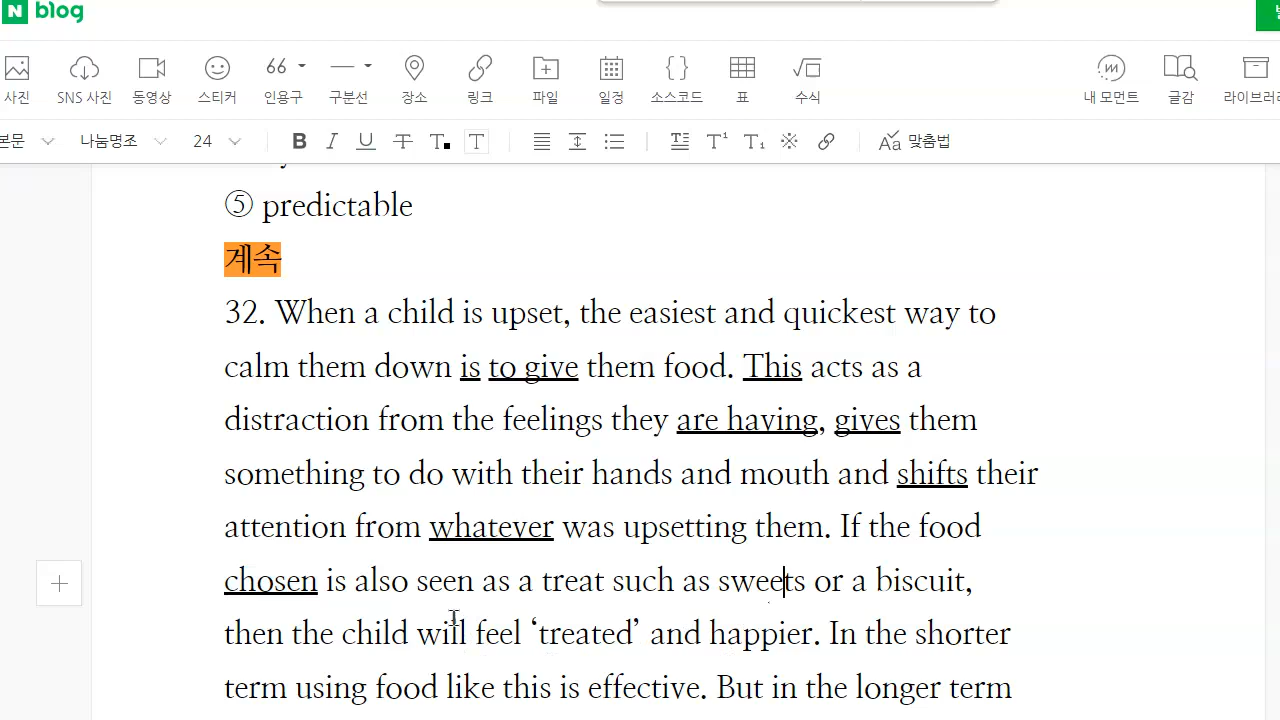 N blog
사진 SNS 사진 동영상 스티커 인용구 구분선 장소 링크 파일 일정 소스코드 표 수식 내 모먼트 글감
본문 나눔명조 24 B I U T T T T¹ T₁ ※ Aa 맞춤법
⑤ predictable
계속
32. When a child is upset, the easiest and quickest way to
calm them down is to give them food. This acts as a
distraction from the feelings they are having, gives them
something to do with their hands and mouth and shifts their
attention from whatever was upsetting them. If the food
chosen is also seen as a treat such as sweets or a biscuit,
then the child will feel ‘treated’ and happier. In the shorter
term using food like this is effective. But in the longer term